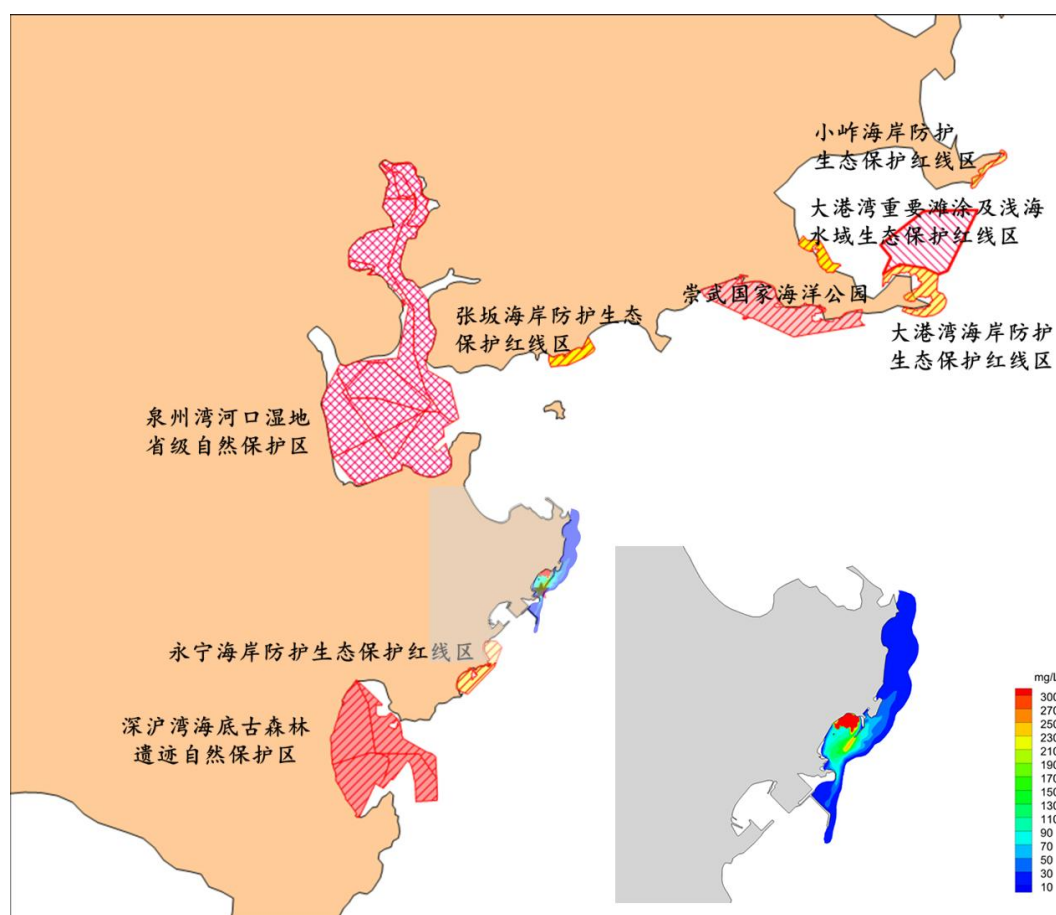 小岞海岸防护
生态保护红线区
大港湾重要滩涂及浅海
水域生态保护红线区
崇武国家海洋公园
张坂海岸防护生态
保护红线区
大港湾海岸防护
生态保护红线区
泉州湾河口湿地
省级自然保护区
永宁海岸防护生态保护红线区
深沪湾海底古森林
遗迹自然保护区
mg/L
300
270
250
230
210
190
170
150
130
110
90
70
50
30
10